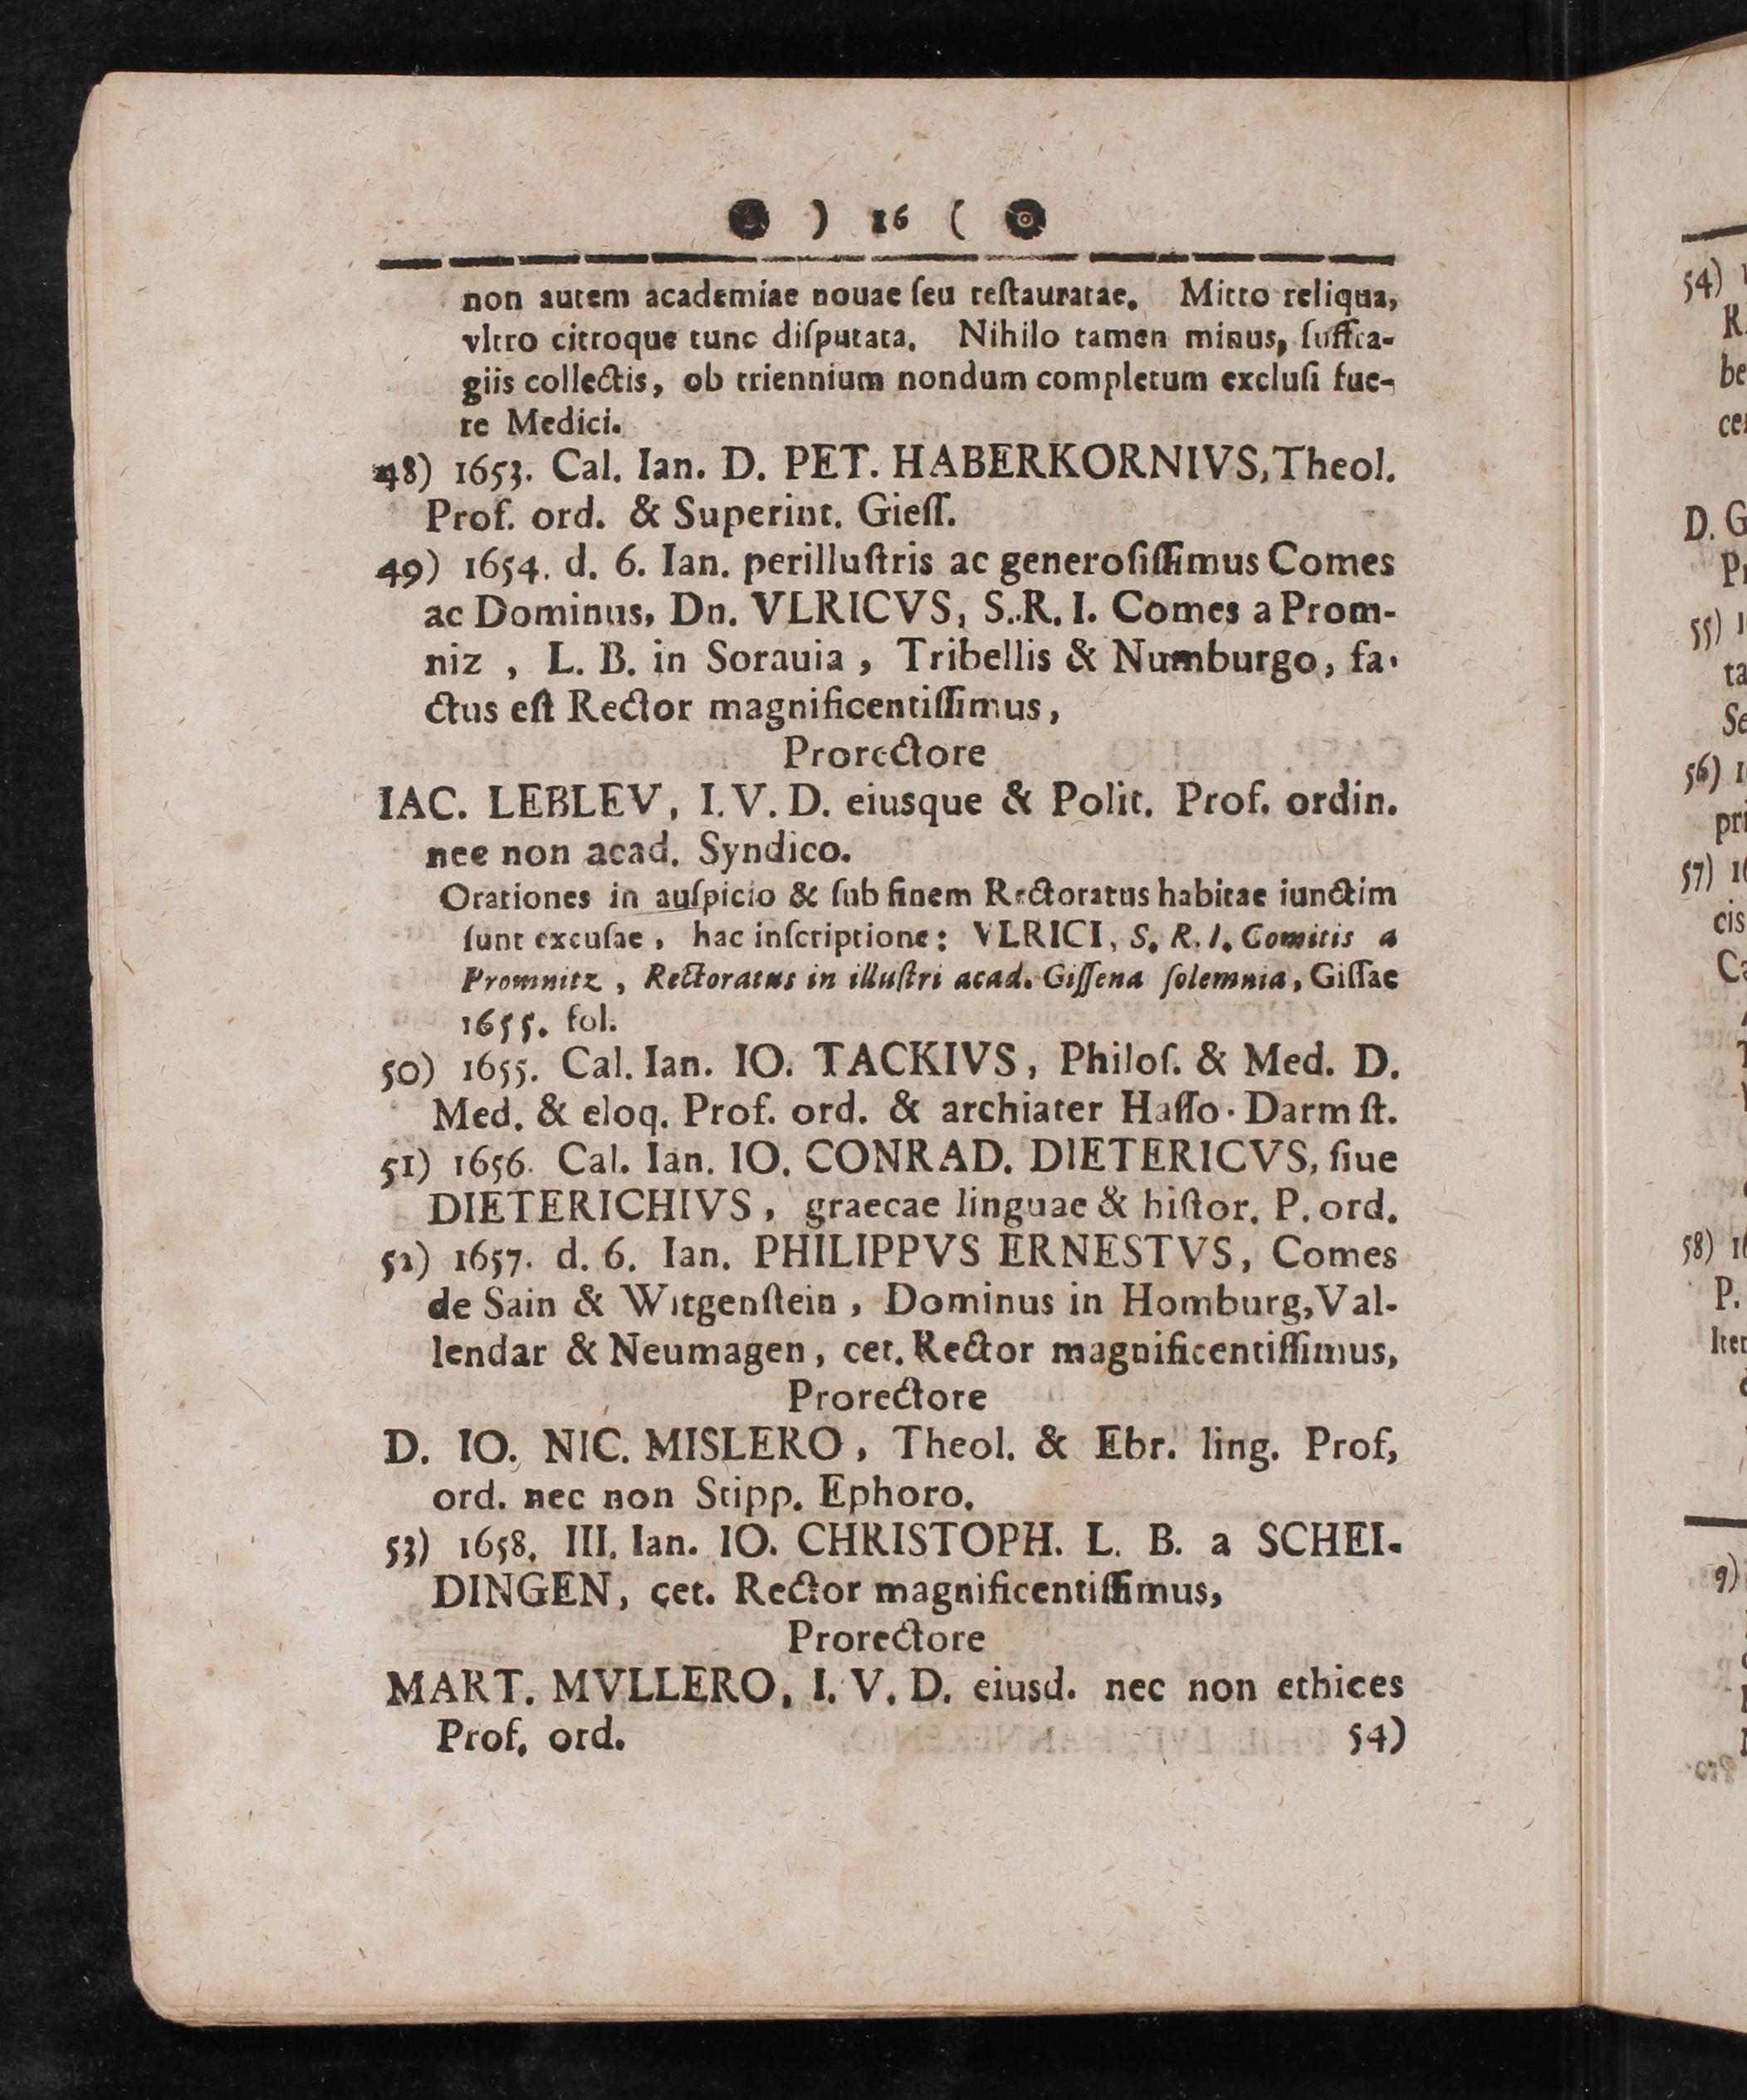 ) 16 (
non autem academiae nouae ſeu reſtauratae. Mitto reliqua,
vltro citroque tunc diſputata. Nihilo tamen minus, ſuffra-
giis collectis, ob triennium nondum completum excluſi fue-
re Medici.
48) 1653. Cal. Ian. D. PET. HABERKORNIVS, Theol.
Prof. ord. & Superint. Gieſſ.
49) 1654. d. 6. Ian. perilluſtris ac generoſiſſimus Comes
ac Dominus, Dn. VLRICVS, S. R. I. Comes a Prom-
niz , L. B. in Sorauia , Tribellis & Numburgo, fa-
ctus eſt Rector magnificentiſſimus,
Prorectore
IAC. LEBLEV, I. V. D. eiusque & Polit. Prof. ordin.
nec non acad. Syndico.
Orationes in auſpicio & ſub finem Rectoratus habitae iunctim
ſunt excuſae , hac inſcriptione: VLRICI, S. R. I. Comitis a
Promnitz , Rectoratus in illuſtri acad. Giſſena ſolemnia, Giſſae
1655. fol.
50) 1655. Cal. Ian. IO. TACKIVS, Philoſ. & Med. D.
Med. & eloq. Prof. ord. & archiater Haſſo-Darmſt.
51) 1656. Cal. Ian. IO. CONRAD. DIETERICVS, ſiue
DIETERICHIVS, graecae linguae & hiſtor. P. ord.
52) 1657. d. 6. Ian. PHILIPPVS ERNESTVS, Comes
de Sain & Witgenſtein , Dominus in Homburg, Val-
lendar & Neumagen, cet. Rector magnificentiſſimus,
Prorectore
D. IO. NIC. MISLERO, Theol. & Ebr. ling. Prof,
ord. nec non Stipp. Ephoro.
53) 1658. III. Ian. IO. CHRISTOPH. L. B. a SCHEI-
DINGEN, cet. Rector magnificentiſſimus,
Prorectore
MART. MVLLERO, I. V. D. eiusd. nec non ethices
Prof. ord. 54)